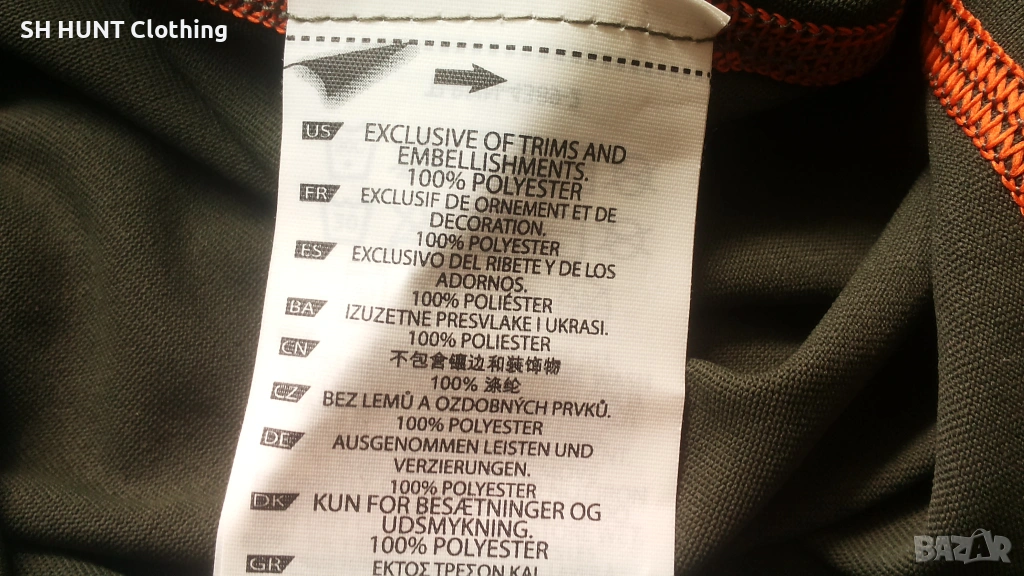 SH HUNT Clothing
US EXCLUSIVE OF TRIMS AND
EMBELLISHMENTS.
100% POLYESTER
FR EXCLUSIF DE ORNEMENT ET DE
DECORATION.
100% POLYESTER
ES EXCLUSIVO DEL RIBETE Y DE LOS
ADORNOS.
100% POLIÉSTER
BA IZUZETNE PRESVLAKE I UKRASI.
100% POLIESTER
CN 不包含镶边和装饰物
100% 涤纶
CZ BEZ LEMŮ A OZDOBNÝCH PRVKŮ.
100% POLYESTER
DE AUSGENOMMEN LEISTEN UND
VERZIERUNGEN.
100% POLYESTER
DK KUN FOR BESÆTNINGER OG
UDSMYKNING.
100% POLYESTER
GR ΕΚΤΟΣ ΤΡΕΣΩΝ ΚΑΙ
BAZAR